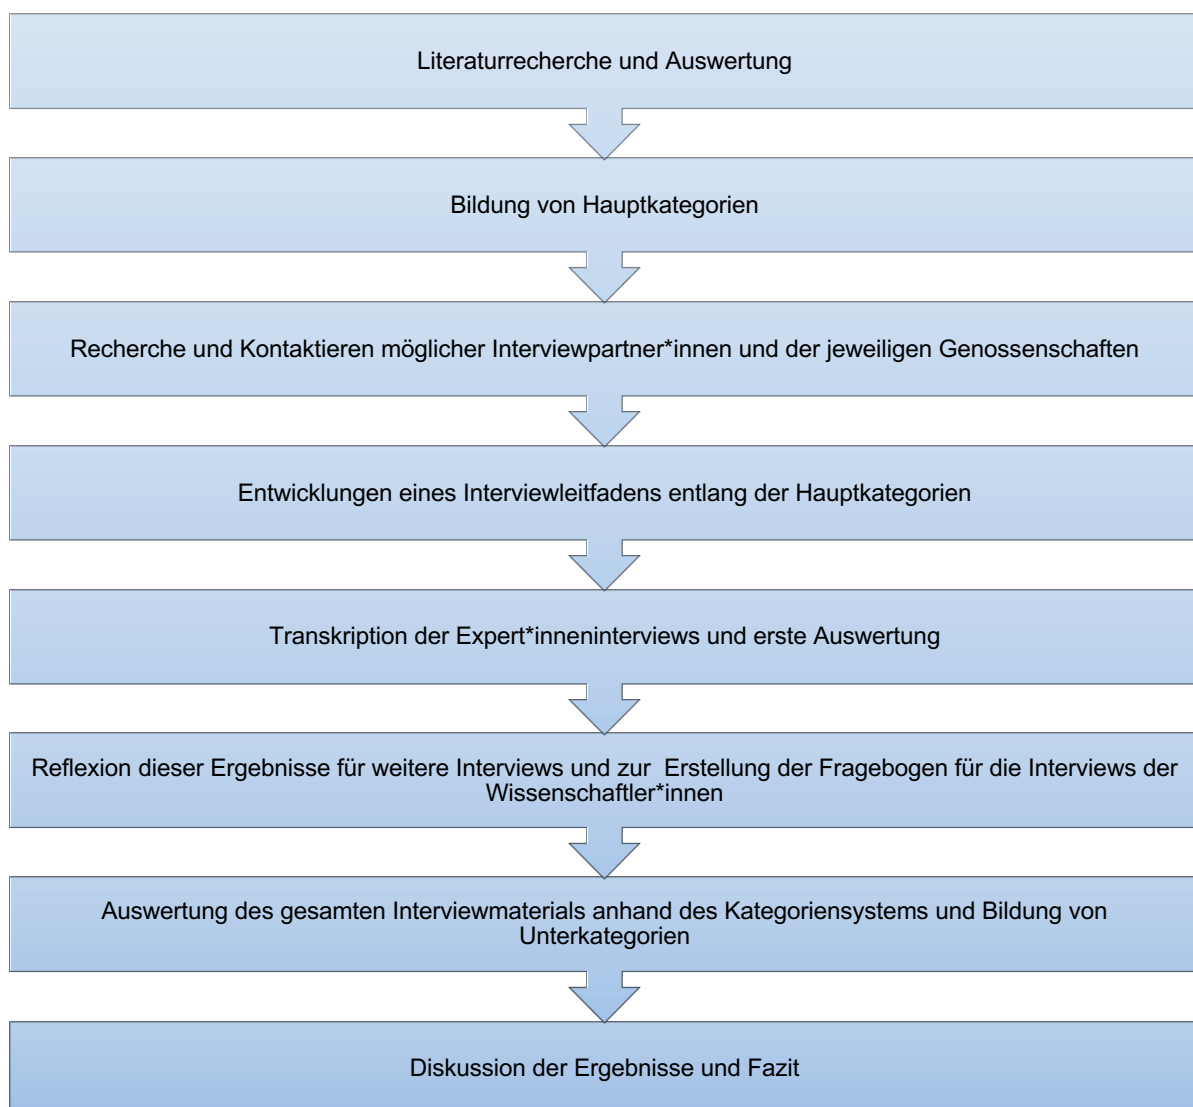 Literaturrecherche und Auswertung
Bildung von Hauptkategorien
Recherche und Kontaktieren möglicher Interviewpartner*innen und der jeweiligen Genossenschaften
Entwicklungen eines Interviewleitfadens entlang der Hauptkategorien
Transkription der Expert*inneninterviews und erste Auswertung
Reflexion dieser Ergebnisse für weitere Interviews und zur  Erstellung der Fragebogen für die Interviews der
Wissenschaftler*innen
Auswertung des gesamten Interviewmaterials anhand des Kategoriensystems und Bildung von
Unterkategorien
Diskussion der Ergebnisse und Fazit